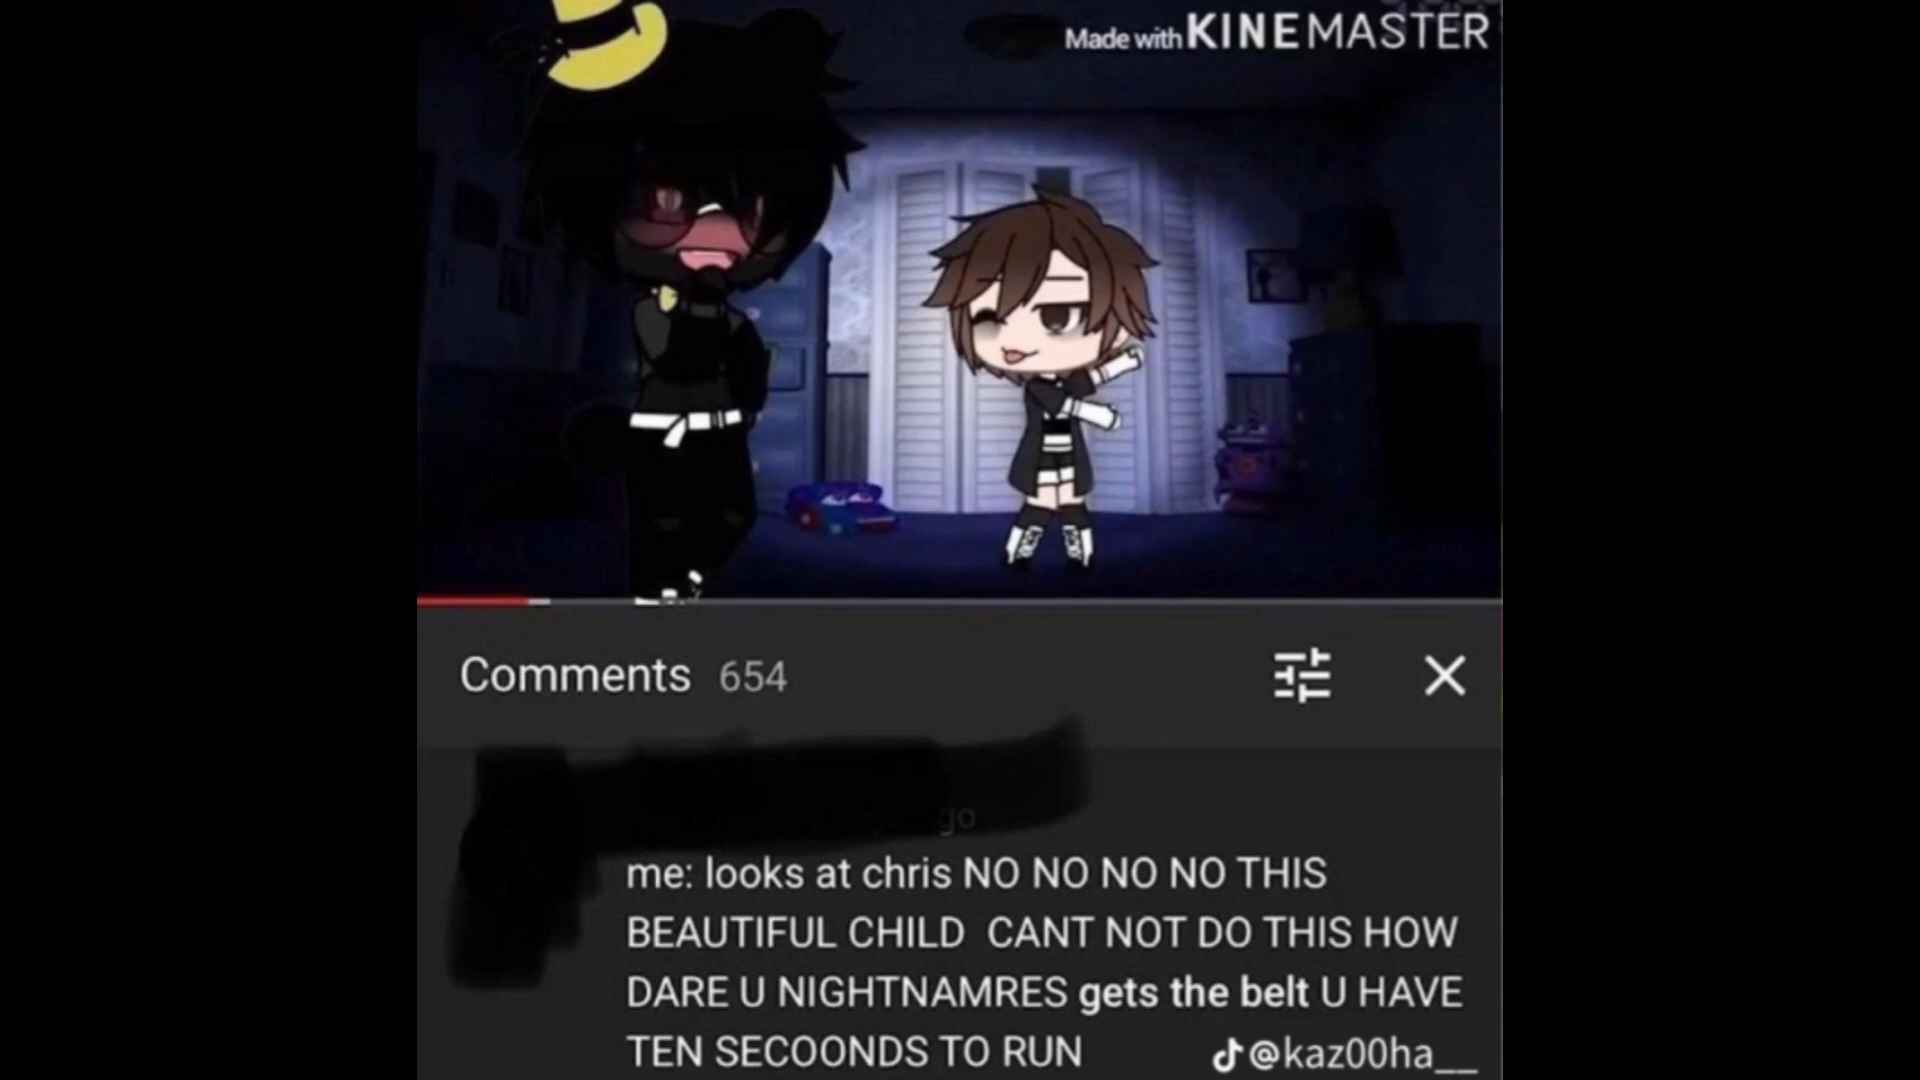 Made with KINEMASTER
Comments 654
go
me: looks at chris NO NO NO NO THIS
BEAUTIFUL CHILD CANT NOT DO THIS HOW
DARE U NIGHTNAMRES gets the belt U HAVE
TEN SECOONDS TO RUN
@kaz00ha__